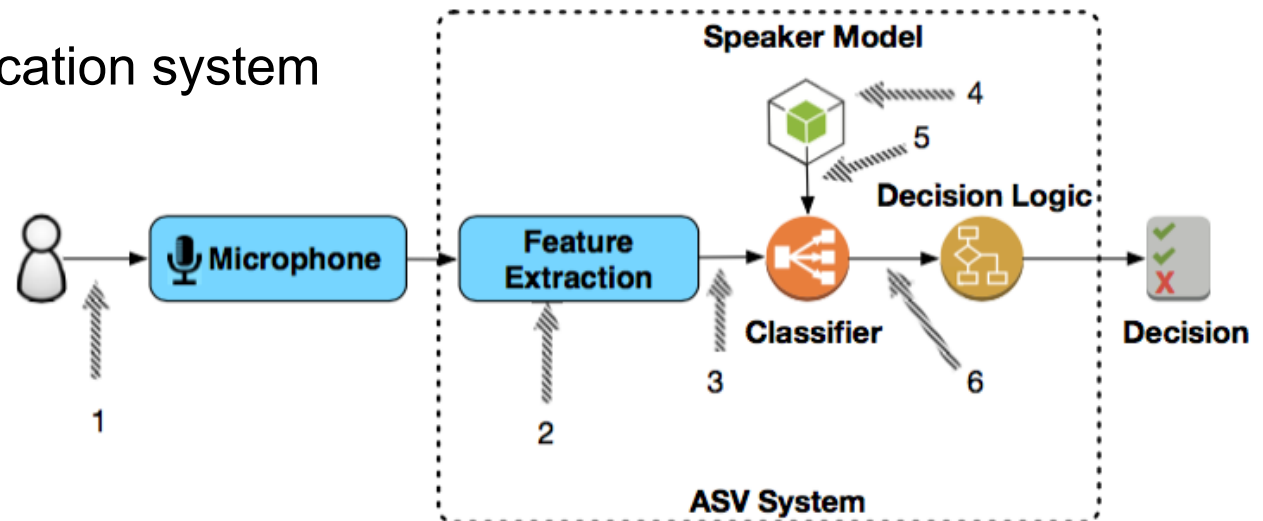 cation system
Speaker Model
4
5
Decision Logic
Microphone
Feature
Extraction
Classifier
Decision
1
2
3
6
ASV System